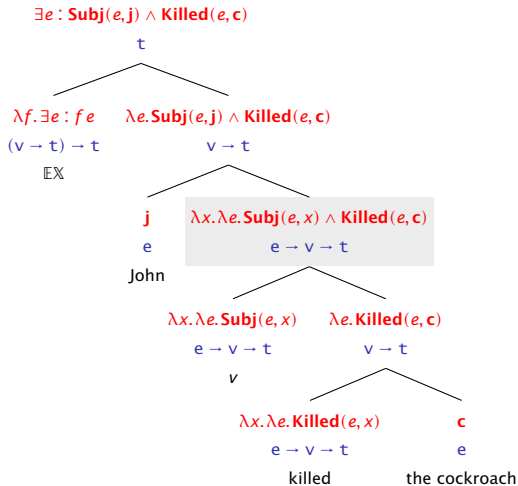 ∃e : Subj(e, j) ∧ Killed(e, c)
t
λf. ∃e : f e λe. Subj(e, j) ∧ Killed(e, c)
(v → t) → t v → t
𝔼𝕏
j λx. λe. Subj(e, x) ∧ Killed(e, c)
e e → v → t
John
λx. λe. Subj(e, x) λe. Killed(e, c)
e → v → t v → t
v
λx. λe. Killed(e, x) c
e → v → t e
killed the cockroach